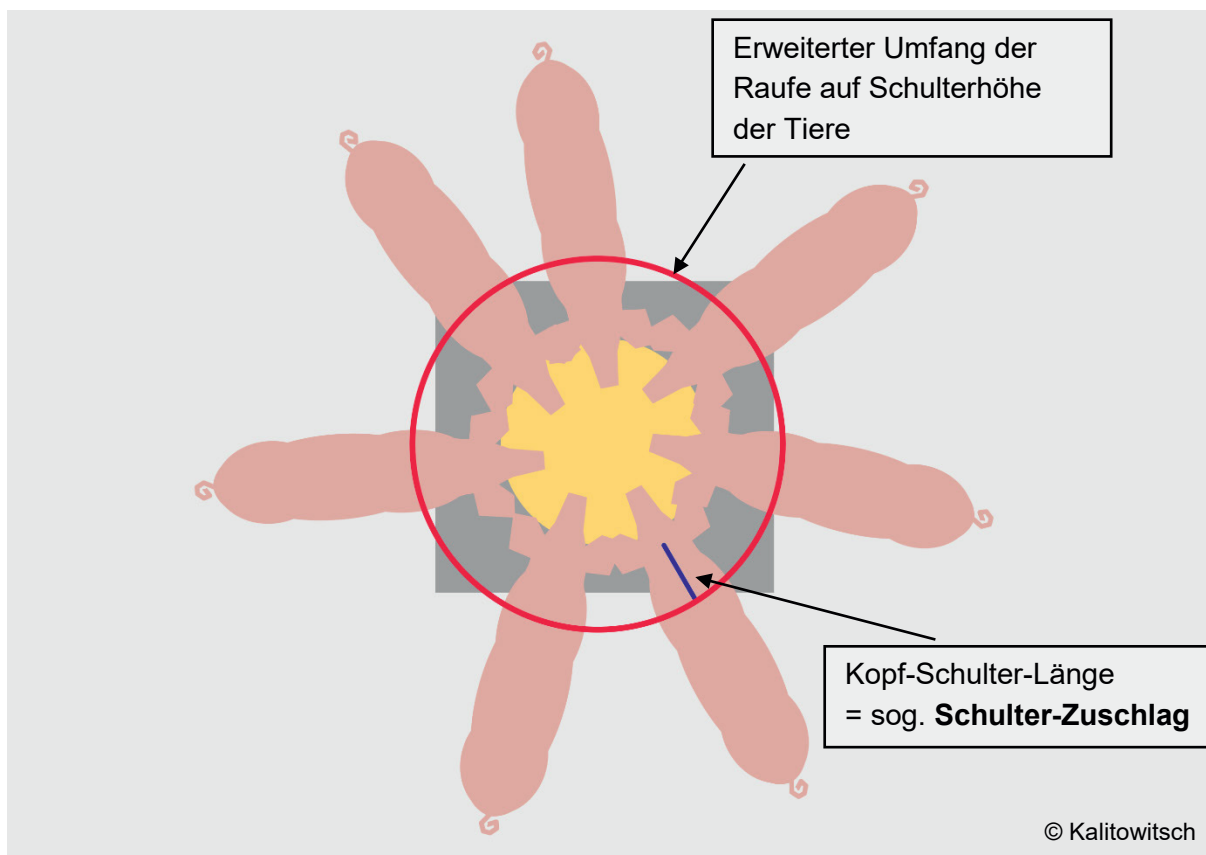 Erweiterter Umfang der
Raufe auf Schulterhöhe
der Tiere
Kopf-Schulter-Länge
= sog. Schulter-Zuschlag
© Kalitowitsch